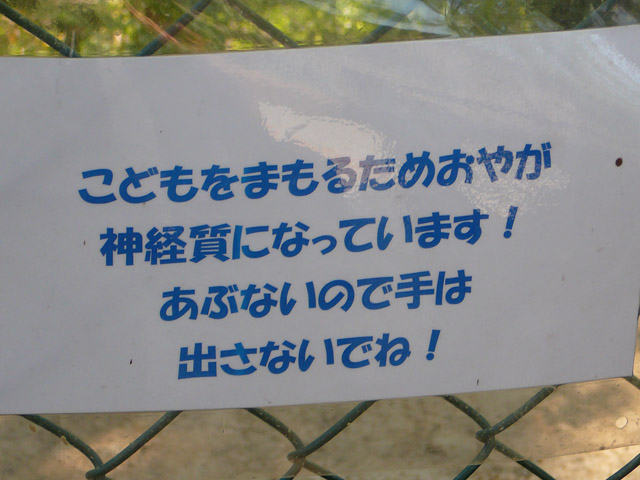 こどもをまもるためおやが
神経質になっています!
あぶないので手は
出さないでね!